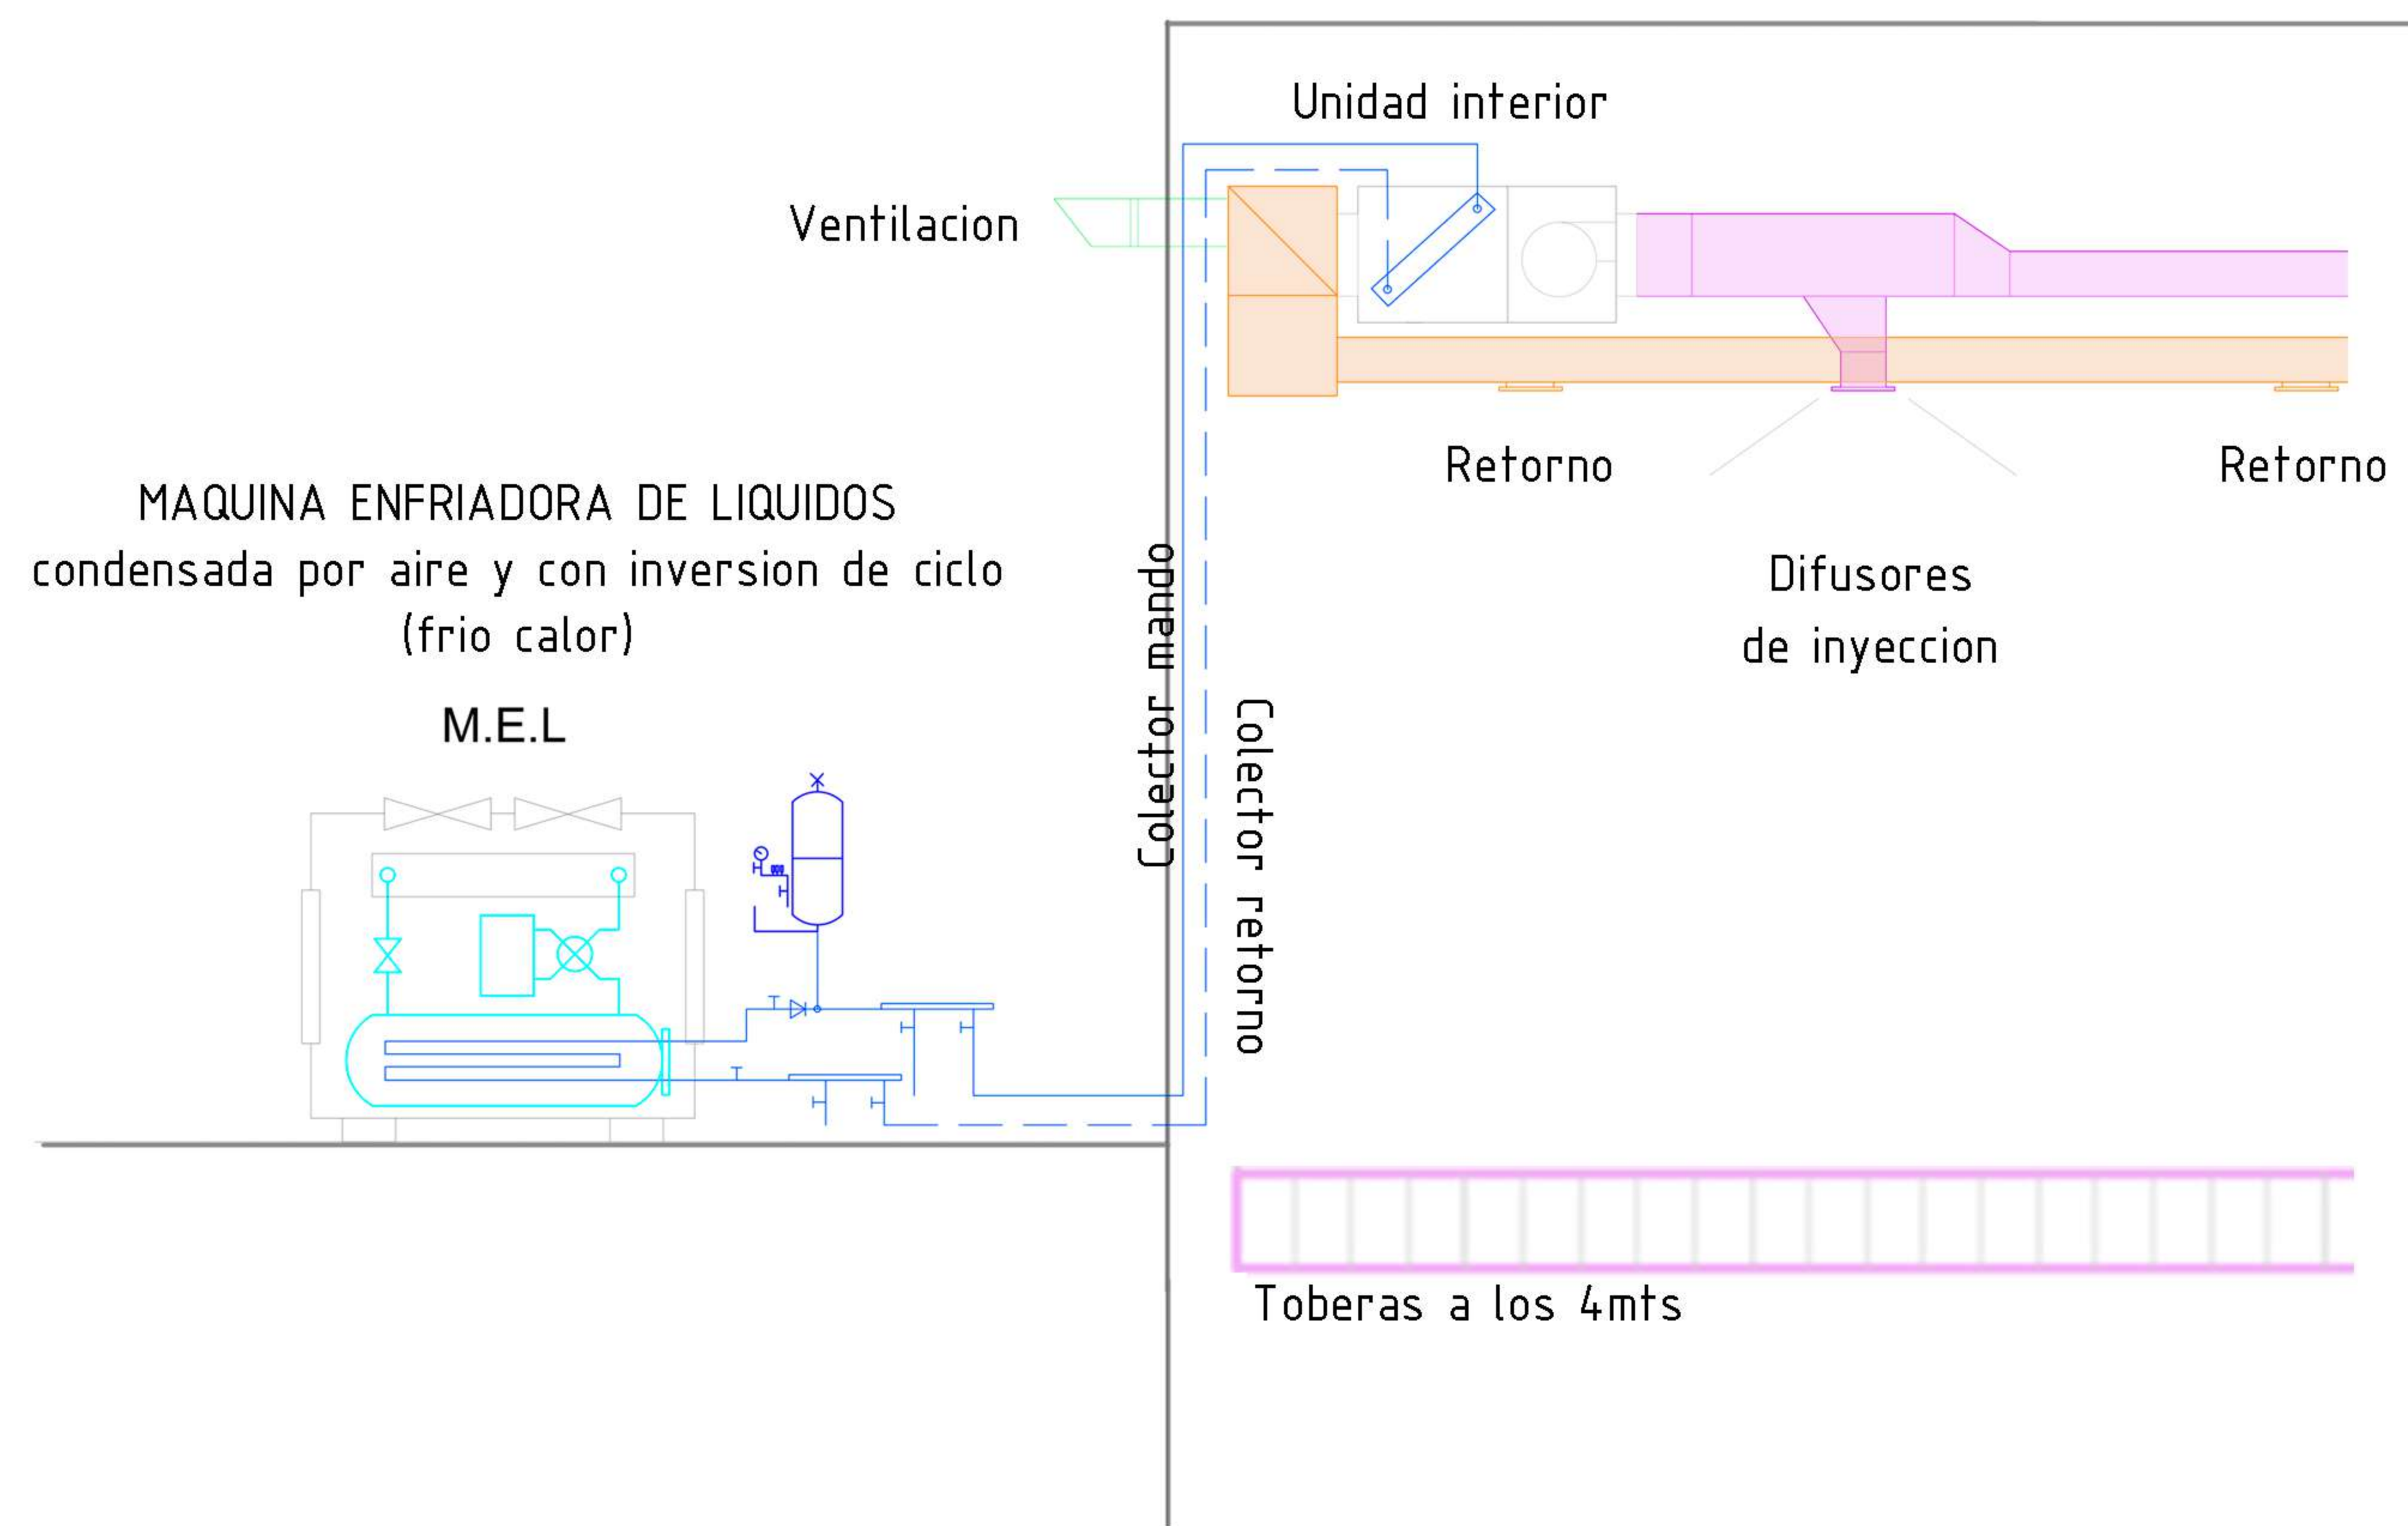 Unidad interior
Ventilacion
Retorno
Retorno
MAQUINA ENFRIADORA DE LIQUIDOS
condensada por aire y con inversion de ciclo
(frio calor)
M.E.L
Difusores
de inyeccion
Colector mando
Colector retorno
Toberas a los 4mts